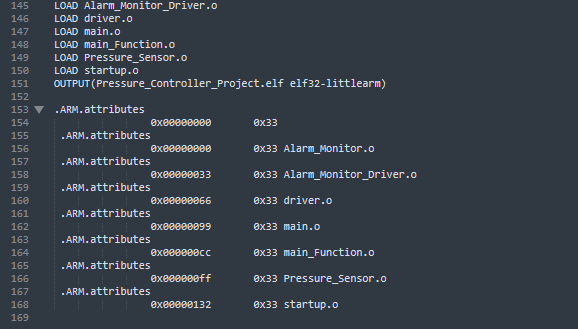 145 LOAD Alarm_Monitor_Driver.o
146 LOAD driver.o
147 LOAD main.o
148 LOAD main_Function.o
149 LOAD Pressure_Sensor.o
150 LOAD startup.o
151 OUTPUT(Pressure_Controller_Project.elf elf32-littlearm)
152
153 .ARM.attributes
154 0x00000000 0x33
155 .ARM.attributes
156 0x00000000 0x33 Alarm_Monitor.o
157 .ARM.attributes
158 0x00000033 0x33 Alarm_Monitor_Driver.o
159 .ARM.attributes
160 0x00000066 0x33 driver.o
161 .ARM.attributes
162 0x00000099 0x33 main.o
163 .ARM.attributes
164 0x000000cc 0x33 main_Function.o
165 .ARM.attributes
166 0x000000ff 0x33 Pressure_Sensor.o
167 .ARM.attributes
168 0x00000132 0x33 startup.o
169